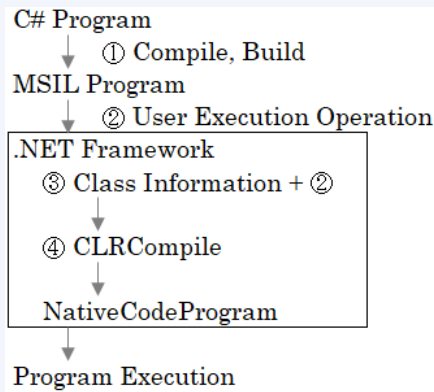 C# Program
① Compile, Build
MSIL Program
② User Execution Operation
.NET Framework
③ Class Information + ②
④ CLRCompile
NativeCodeProgram
Program Execution